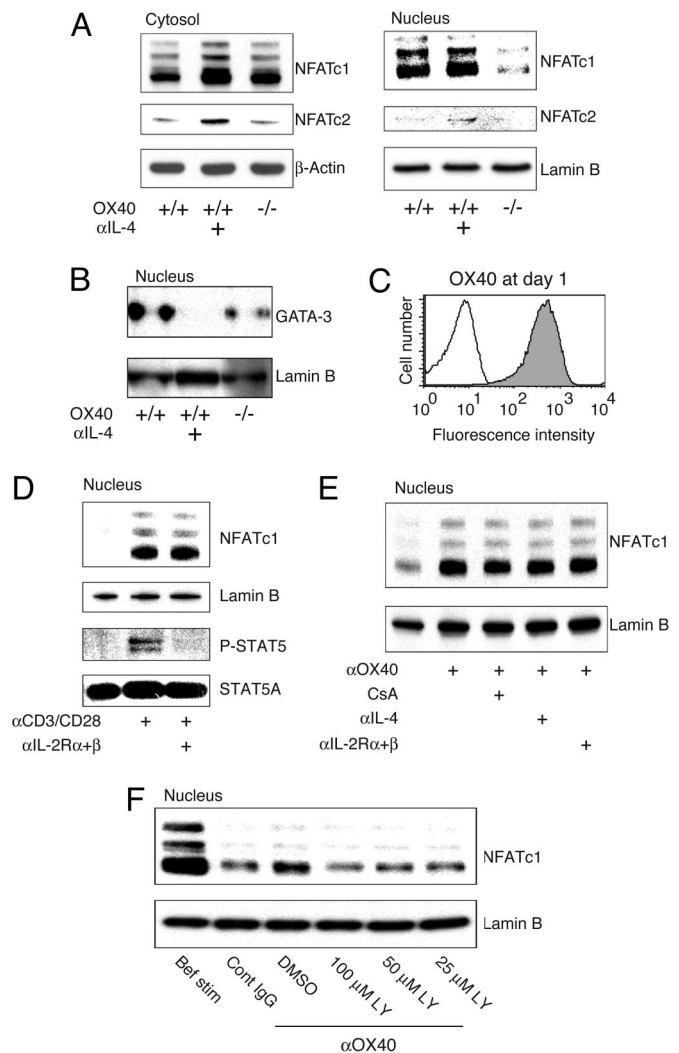 A
Cytosol
Nucleus
NFATc1
NFATc1
NFATc2
NFATc2
β-Actin
Lamin B
OX40 +/+ +/+ -/-
αIL-4 +
+/+ +/+ -/-
+
B
Nucleus
GATA-3
Lamin B
OX40 +/+ +/+ -/-
αIL-4 +
C
OX40 at day 1
Cell number
10⁰ 10¹ 10² 10³ 10⁴
Fluorescence intensity
D
Nucleus
NFATc1
Lamin B
P-STAT5
STAT5A
αCD3/CD28 + +
αIL-2Rα+β +
E
Nucleus
NFATc1
Lamin B
αOX40 + + + +
CsA +
αIL-4 +
αIL-2Rα+β +
F
Nucleus
NFATc1
Lamin B
Bef stim
Cont IgG
DMSO
100 μM LY
50 μM LY
25 μM LY
αOX40